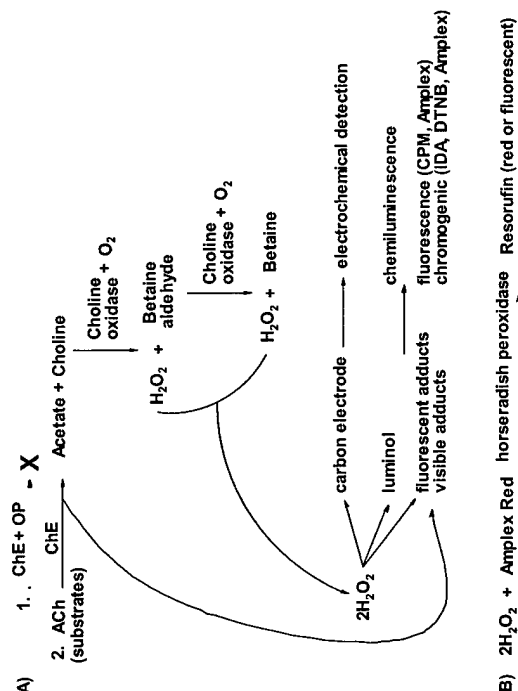 A)
1. . ChE+ OP - X
2. ACh ChE Acetate + Choline
(substrates)
Choline + O₂
oxidase
H₂O₂ + Betaine
aldehyde
Choline + O₂
oxidase
H₂O₂ + Betaine
2H₂O₂
carbon electrode electrochemical detection
luminol chemiluminescence
fluorescent adducts fluorescence (CPM, Amplex)
visible adducts chromogenic (IDA, DTNB, Amplex)
B) 2H₂O₂ + Amplex Red horseradish peroxidase Resorufin (red or fluorescent)